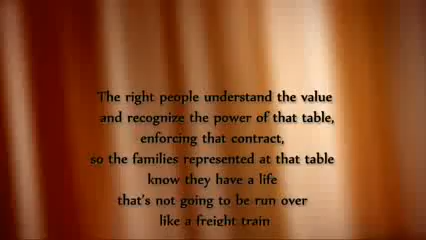 The right people understand the value
and recognize the power of that table,
enforcing that contract,
so the families represented at that table
know they have a life
that's not going to be run over
like a freight train